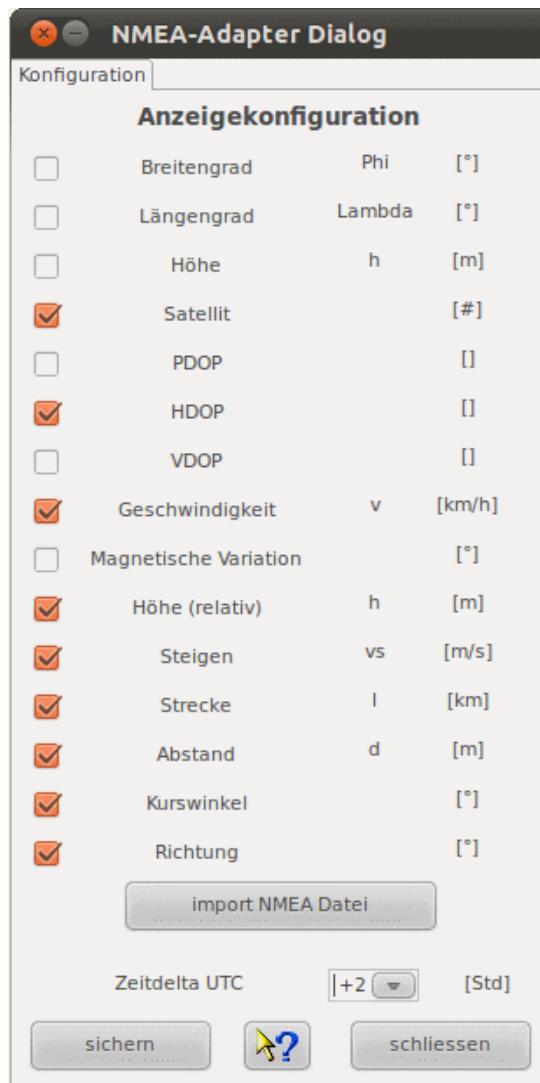 NMEA-Adapter Dialog
Konfiguration
Anzeigekonfiguration
Breitengrad Phi [°]
Längengrad Lambda [°]
Höhe h [m]
Satellit [#]
PDOP []
HDOP []
VDOP []
Geschwindigkeit v [km/h]
Magnetische Variation [°]
Höhe (relativ) h [m]
Steigen vs [m/s]
Strecke l [km]
Abstand d [m]
Kurswinkel [°]
Richtung [°]
import NMEA Datei
Zeitdelta UTC +2 [Std]
sichern ? schliessen